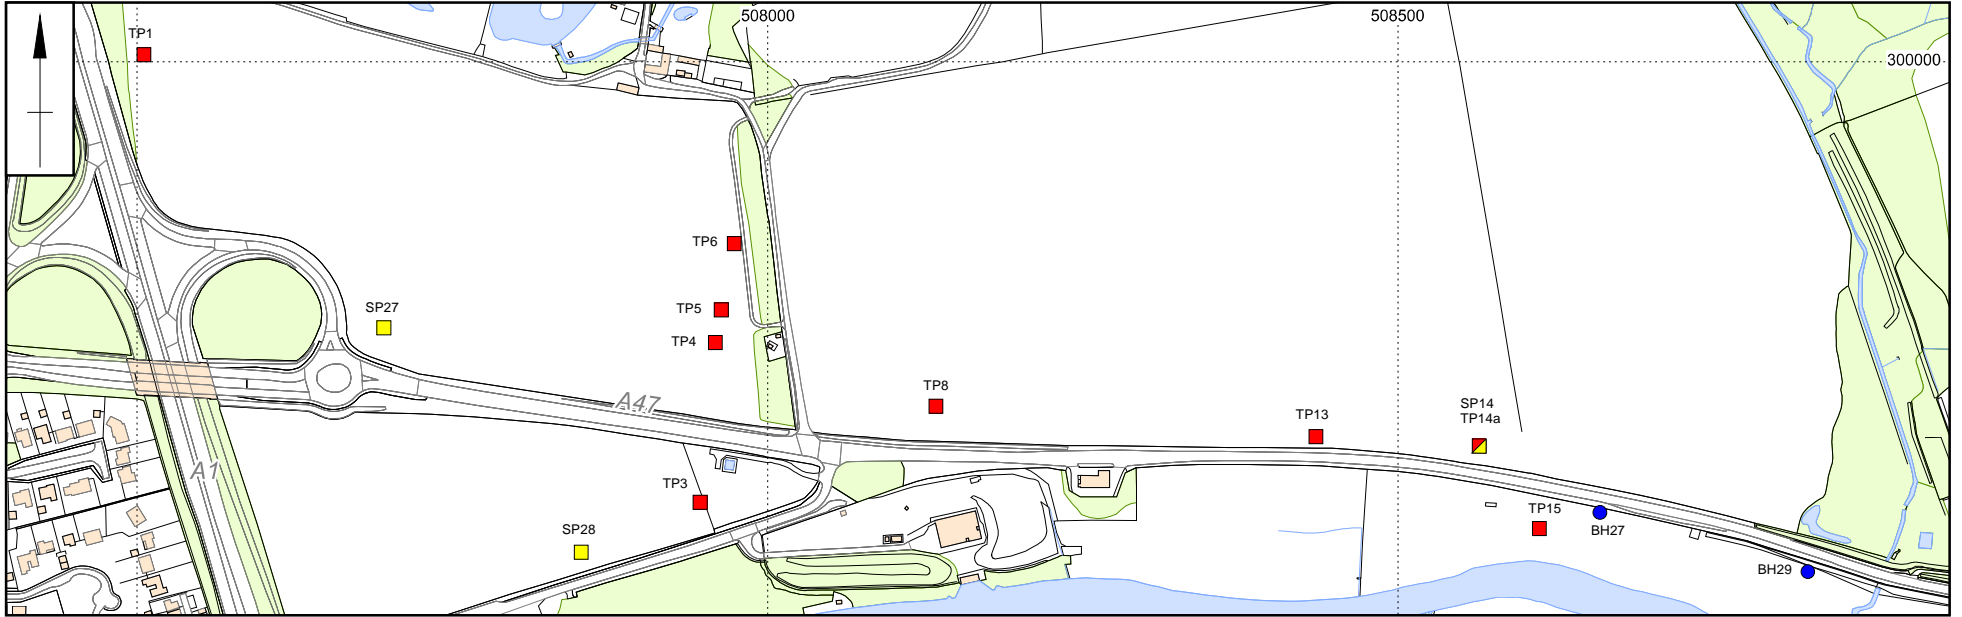 508000
508500
TP1
300000
TP6
SP27
TP5
TP4
TP8
A47
SP14
TP14a
TP13
A1
TP3
TP15
SP28
BH27
BH29